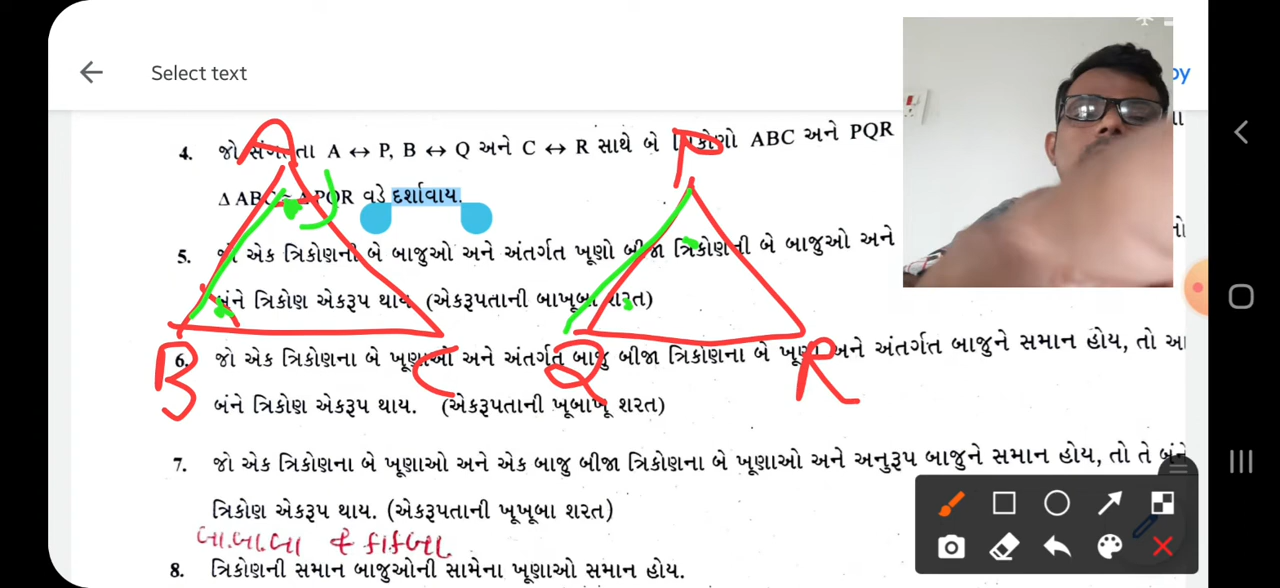 Select text
4. જો સંગતતા A ↔ P, B ↔ Q અને C ↔ R સાથે બે ત્રિકોણો ABC અને PQR
Δ ABC ≅ Δ PQR વડે દર્શાવાય.
5. જો એક ત્રિકોણની બે બાજુઓ અને અંતર્ગત ખૂણો બીજા ત્રિકોણની બે બાજુઓ અને
બંને ત્રિકોણ એકરૂપ થાય. (એકરૂપતાની બાખૂબા શરત)
6. જો એક ત્રિકોણના બે ખૂણાઓ અને અંતર્ગત બાજુ બીજા ત્રિકોણના બે ખૂણા અને અંતર્ગત બાજુને સમાન હોય, તો આ
બંને ત્રિકોણ એકરૂપ થાય. (એકરૂપતાની ખૂબાખૂ શરત)
7. જો એક ત્રિકોણના બે ખૂણાઓ અને એક બાજુ બીજા ત્રિકોણના બે ખૂણાઓ અને અનુરૂપ બાજુને સમાન હોય, તો તે બંને
ત્રિકોણ એકરૂપ થાય. (એકરૂપતાની ખૂખૂબા શરત)
બા.બા.બા
8. ત્રિકોણની સમાન બાજુઓની સામેના ખૂણાઓ સમાન હોય.
A
P
B
C
Q
R